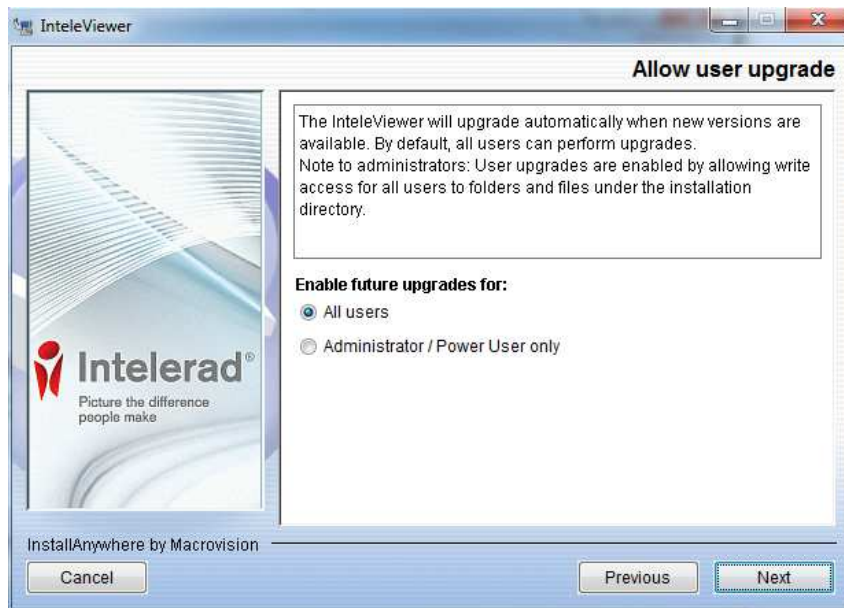 InteleViewer
Allow user upgrade
The InteleViewer will upgrade automatically when new versions are
available. By default, all users can perform upgrades.
Note to administrators: User upgrades are enabled by allowing write
access for all users to folders and files under the installation
directory.
Enable future upgrades for:
All users
Administrator / Power User only
Intelerad®
Picture the difference
people make
InstallAnywhere by Macrovision
Cancel
Previous
Next